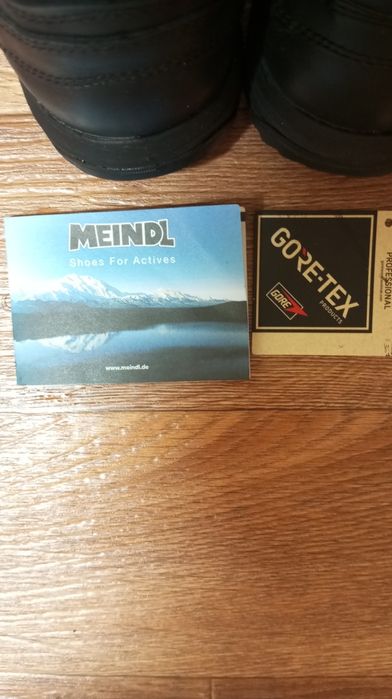 MEINDL
Shoes For Actives
www.meindl.de
GORE-TEX
PRODUCTS
GORE
PROFESSIONAL